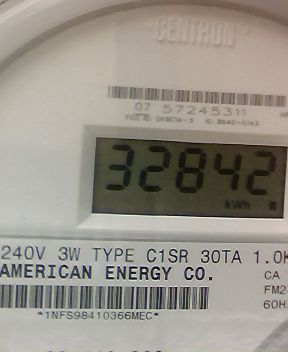 CENTRON®
07 57245311
32842
kWh
240V 3W TYPE C1SR 30TA 1.0K
AMERICAN ENERGY CO.
CA
FM2
60H
*1NFS98410366MEC*